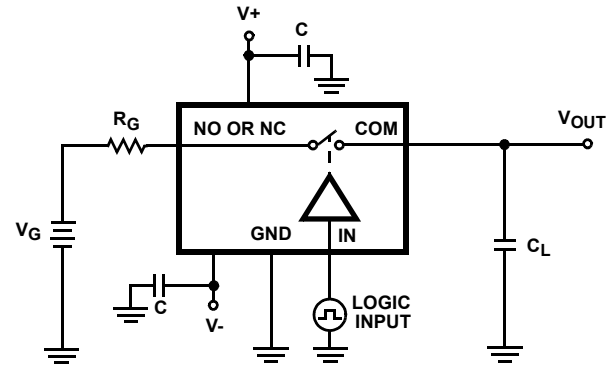 V+
C
RG
NO OR NC
COM
VOUT
VG
GND
IN
CL
C
V-
LOGIC
INPUT